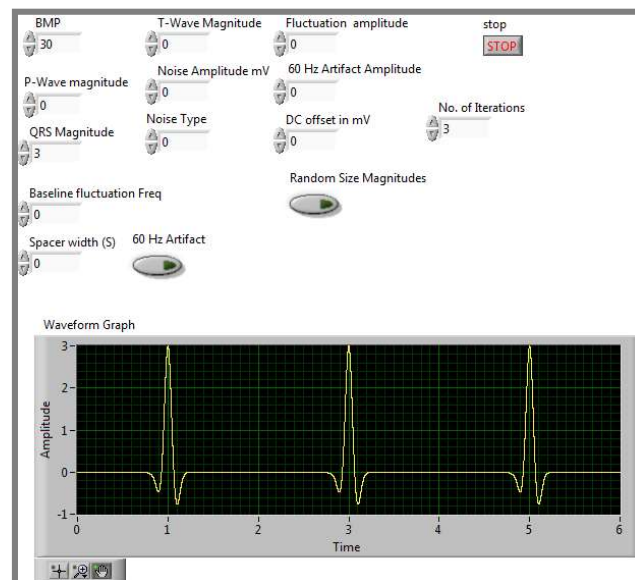 BMP T-Wave Magnitude Fluctuation amplitude stop
30 0 0 STOP
P-Wave magnitude Noise Amplitude mV 60 Hz Artifact Amplitude
0 0 0 No. of Iterations
QRS Magnitude Noise Type DC offset in mV 3
3 0 0
Baseline fluctuation Freq Random Size Magnitudes
0
Spacer width (S) 60 Hz Artifact
0
Waveform Graph
3
2
1
0
-1
Amplitude
0 1 2 3 4 5 6
Time